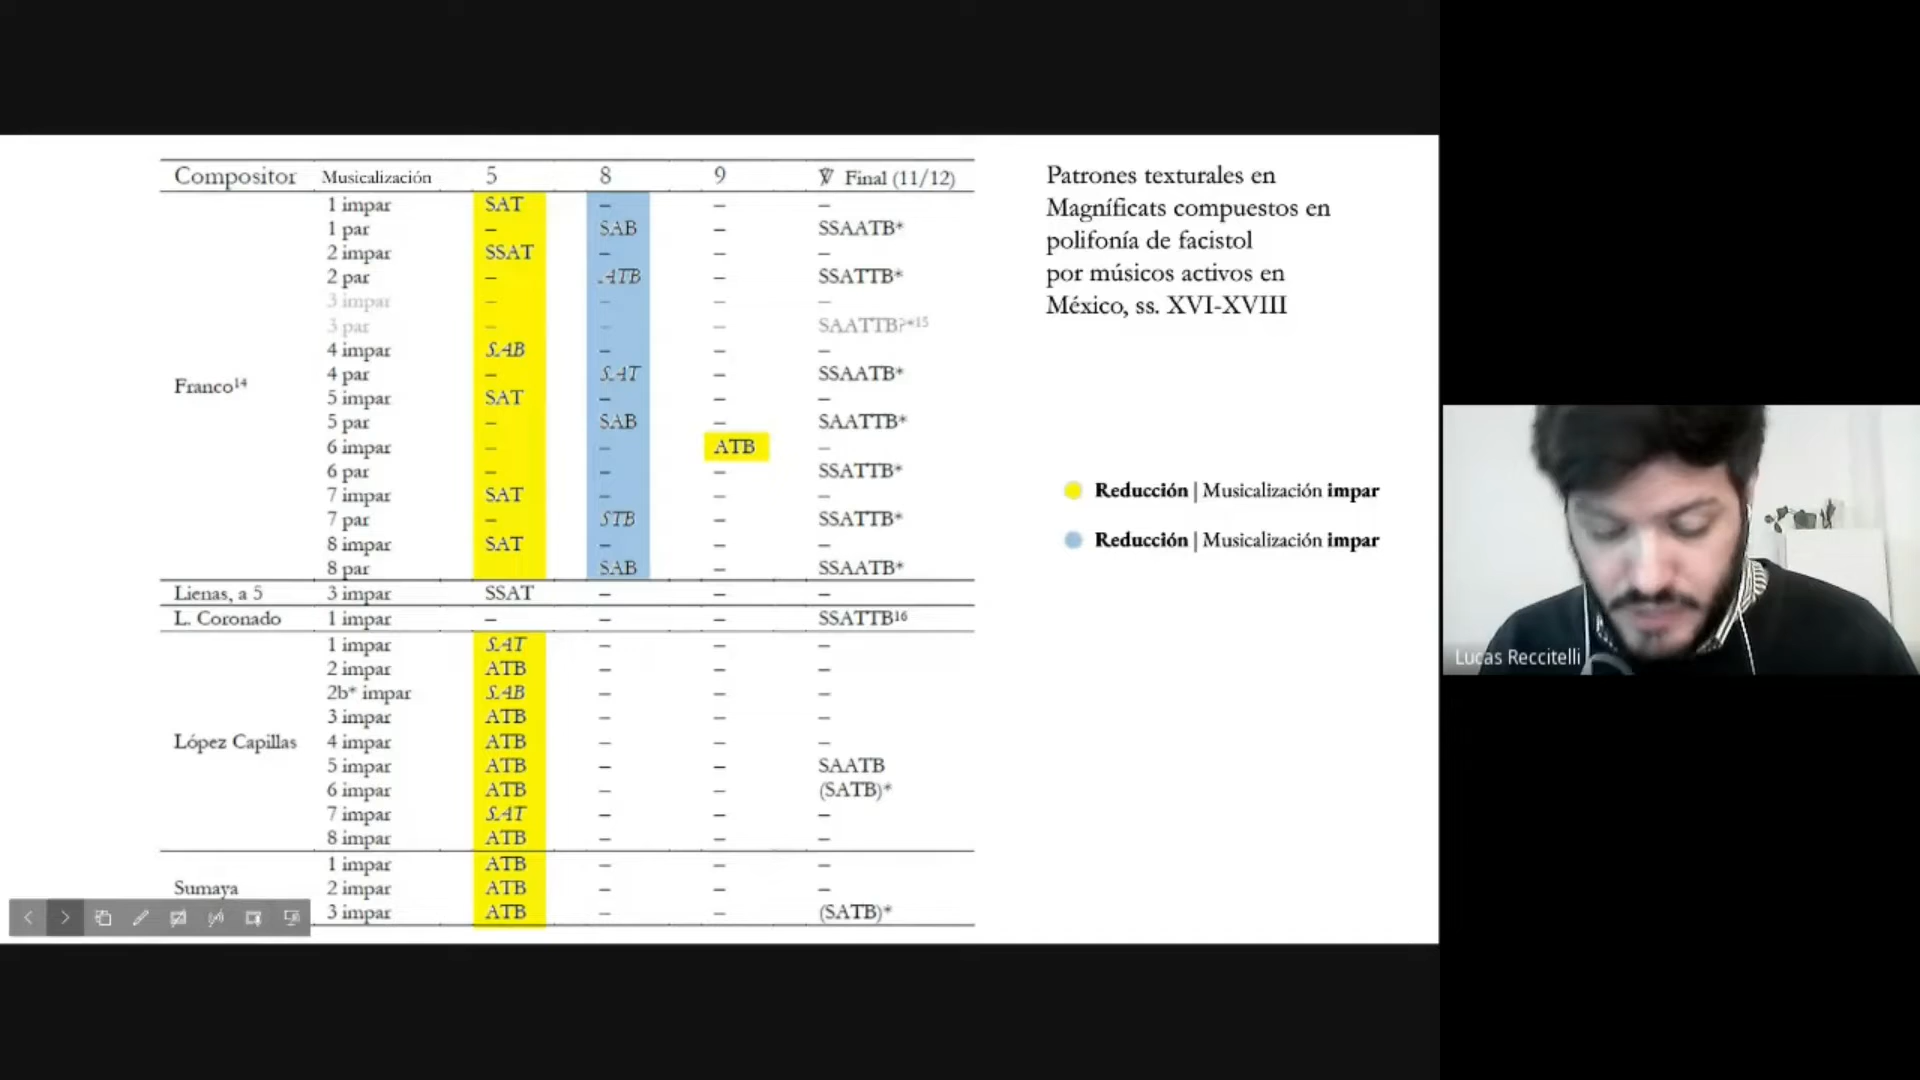 Compositor Musicalización 5 8 9 ℣ Final (11/12)
1 impar SAT – – –
1 par – SAB – SSAATB*
2 impar SSAT – – –
2 par – ATB – SSATTB*
3 impar – – – –
3 par – – – SAATTB?*15
4 impar SAB – – –
4 par – SAT – SSAATB*
Franco14
5 impar SAT – – –
5 par – SAB – SAATTB*
6 impar – – ATB –
6 par – – – SSATTB*
7 impar SAT – – –
7 par – STB – SSATTB*
8 impar SAT – – –
8 par – SAB – SSAATB*
Lienas, a 5 3 impar SSAT – – –
L. Coronado 1 impar – – – SSATTB16
1 impar SAT – – –
2 impar ATB – – –
2b* impar SAB – – –
3 impar ATB – – –
López Capillas 4 impar ATB – – –
5 impar ATB – – SAATB
6 impar ATB – – (SATB)*
7 impar SAT – – –
8 impar ATB – – –
1 impar ATB – – –
Sumaya 2 impar ATB – – –
3 impar ATB – – (SATB)*
Patrones texturales en
Magníficats compuestos en
polifonía de facistol
por músicos activos en
México, ss. XVI-XVIII
Reducción | Musicalización impar
Reducción | Musicalización impar
Lucas Reccitelli